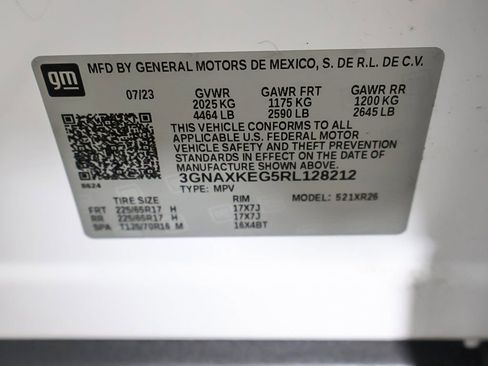 gm
MFD BY GENERAL MOTORS DE MEXICO, S. DE R.L. DE C.V.
07/23 GVWR GAWR FRT GAWR RR
2025 KG 1175 KG 1200 KG
4464 LB 2590 LB 2645 LB
THIS VEHICLE CONFORMS TO ALL
APPLICABLE U.S. FEDERAL MOTOR
VEHICLE SAFETY AND THEFT PREVENTION
STANDARDS IN EFFECT ON THE DATE OF
MANUFACTURE SHOWN ABOVE.
8624 3GNAXKEG5RL128212
TYPE: MPV MODEL: 521XR26
TIRE SIZE RIM
FRT 225/65R17 H 17X7J
RR 225/65R17 H 17X7J
SPA T135/70R16 M 16X4BT